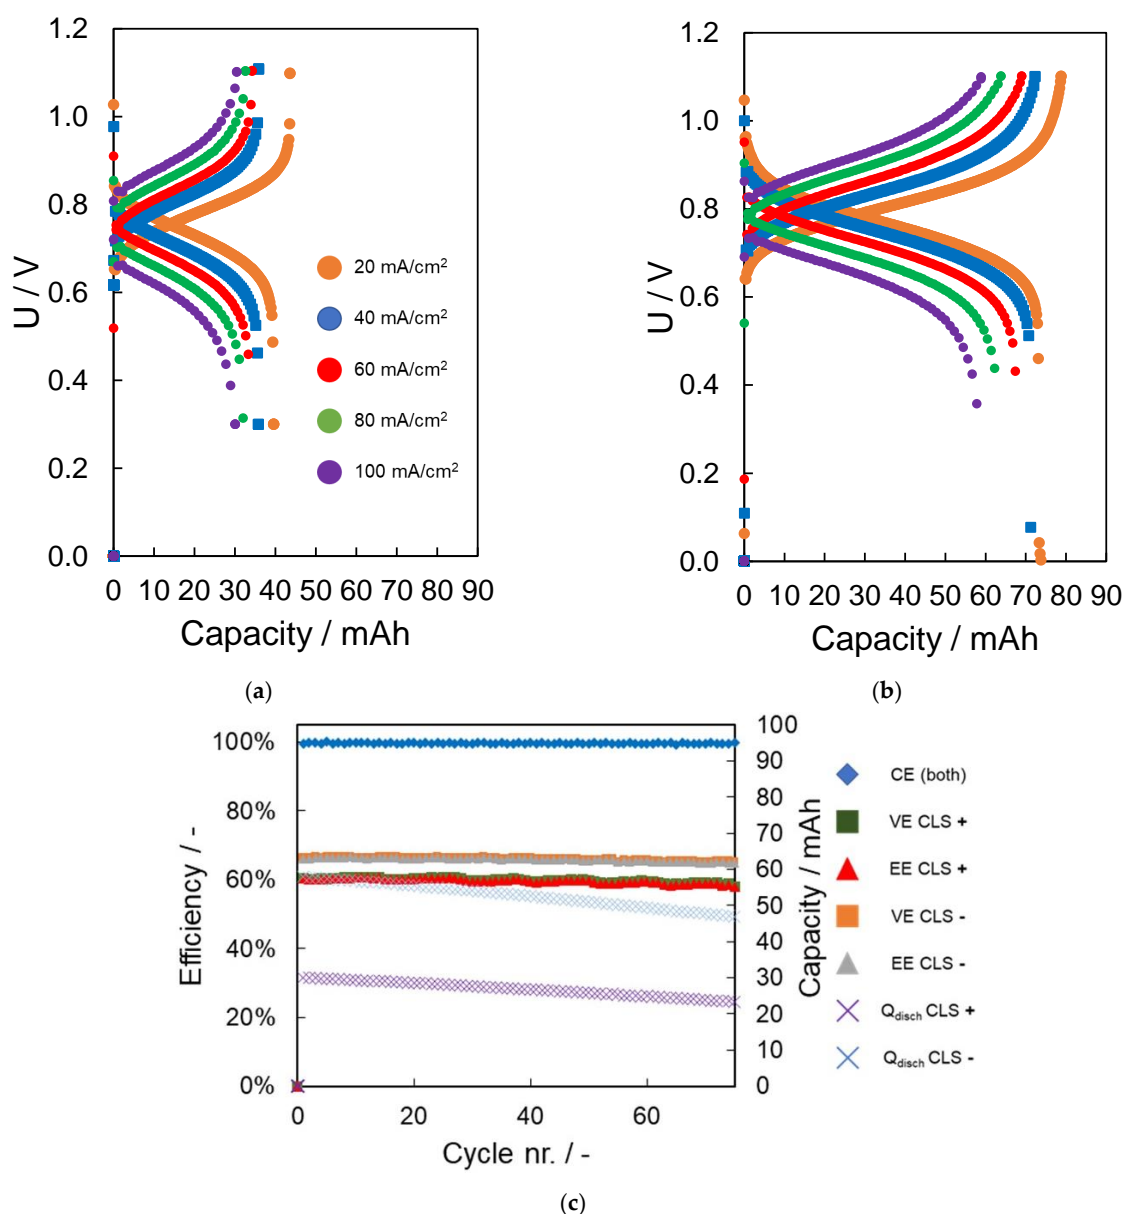 1.2
1.0
0.8
0.6
0.4
0.2
0.0
U / V
0 10 20 30 40 50 60 70 80 90
Capacity / mAh
20 mA/cm²
40 mA/cm²
60 mA/cm²
80 mA/cm²
100 mA/cm²
(a)
1.2
1.0
0.8
0.6
0.4
0.2
0.0
U / V
0 10 20 30 40 50 60 70 80 90
Capacity / mAh
(b)
100%
80%
60%
40%
20%
0%
Efficiency / -
0 20 40 60
Cycle nr. / -
100
90
80
70
60
50
40
30
20
10
0
Capacity / mAh
CE (both)
VE CLS +
EE CLS +
VE CLS -
EE CLS -
Qdisch CLS +
Qdisch CLS -
(c)